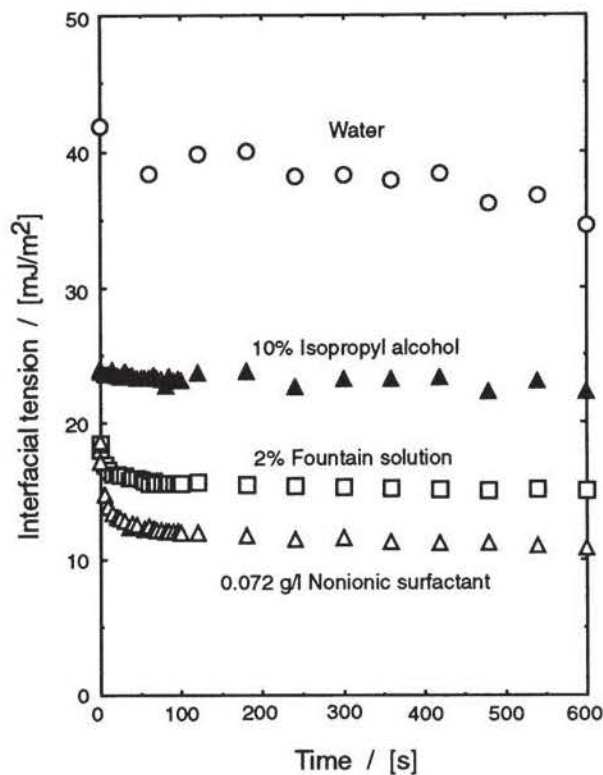 50
40
30
20
10
0
Interfacial tension / [mJ/m²]
Water
10% Isopropyl alcohol
2% Fountain solution
0.072 g/l Nonionic surfactant
0 100 200 300 400 500 600
Time / [s]